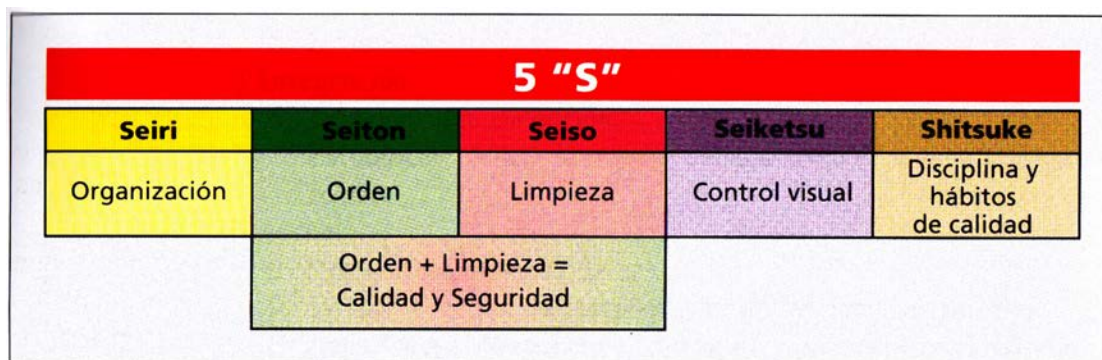 5 “S”
Seiri Seiton Seiso Seiketsu Shitsuke
Organización Orden Limpieza Control visual Disciplina y
hábitos
de calidad
Orden + Limpieza =
Calidad y Seguridad